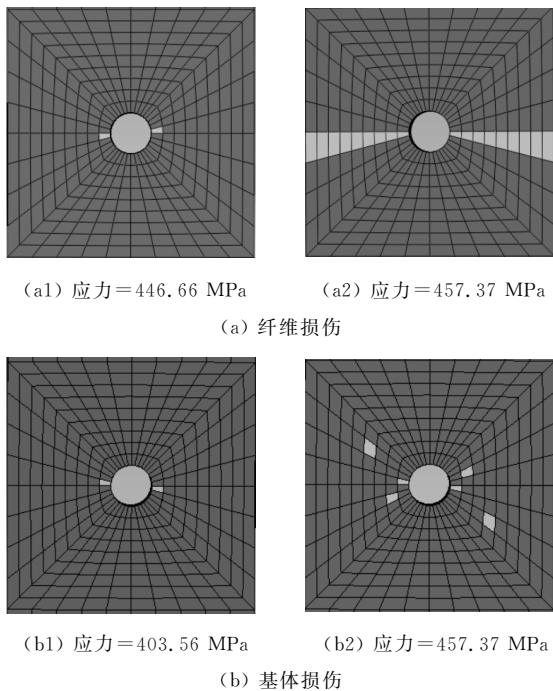 (a1) 应力=446.66 MPa
(a2) 应力=457.37 MPa
(a) 纤维损伤
(b1) 应力=403.56 MPa
(b2) 应力=457.37 MPa
(b) 基体损伤